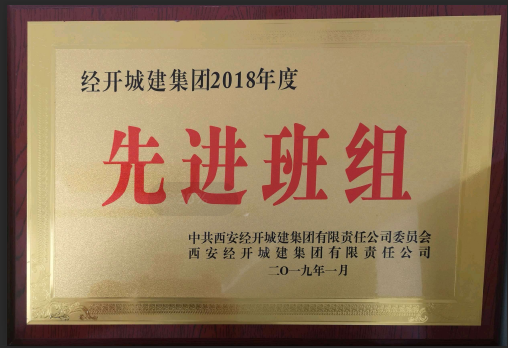 经开城建集团2018年度
先进班组
中共西安经开城建集团有限责任公司委员会
西安经开城建集团有限责任公司
二〇一九年一月